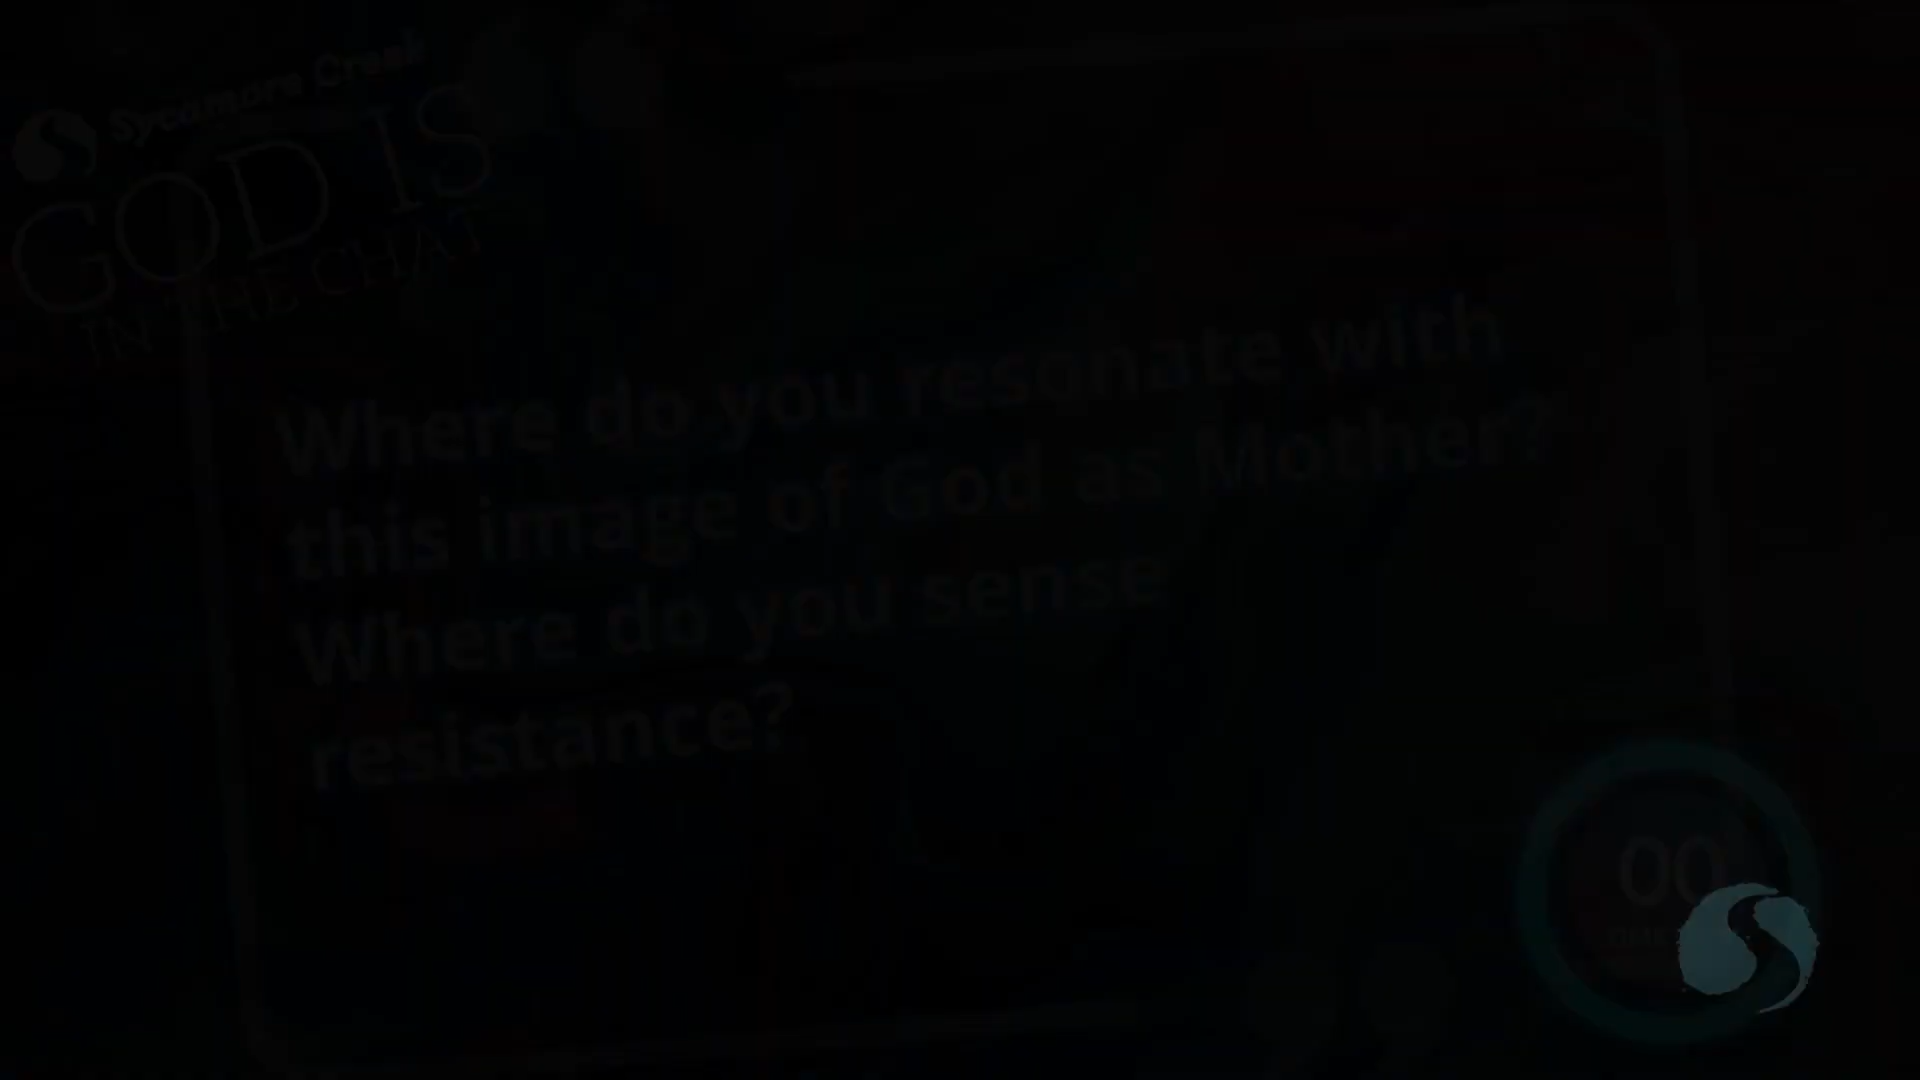 Sycamore Creek
GOD IS
IN THE CHAT
Where do you resonate with
this image of God as Mother?
Where do you sense
resistance?
00